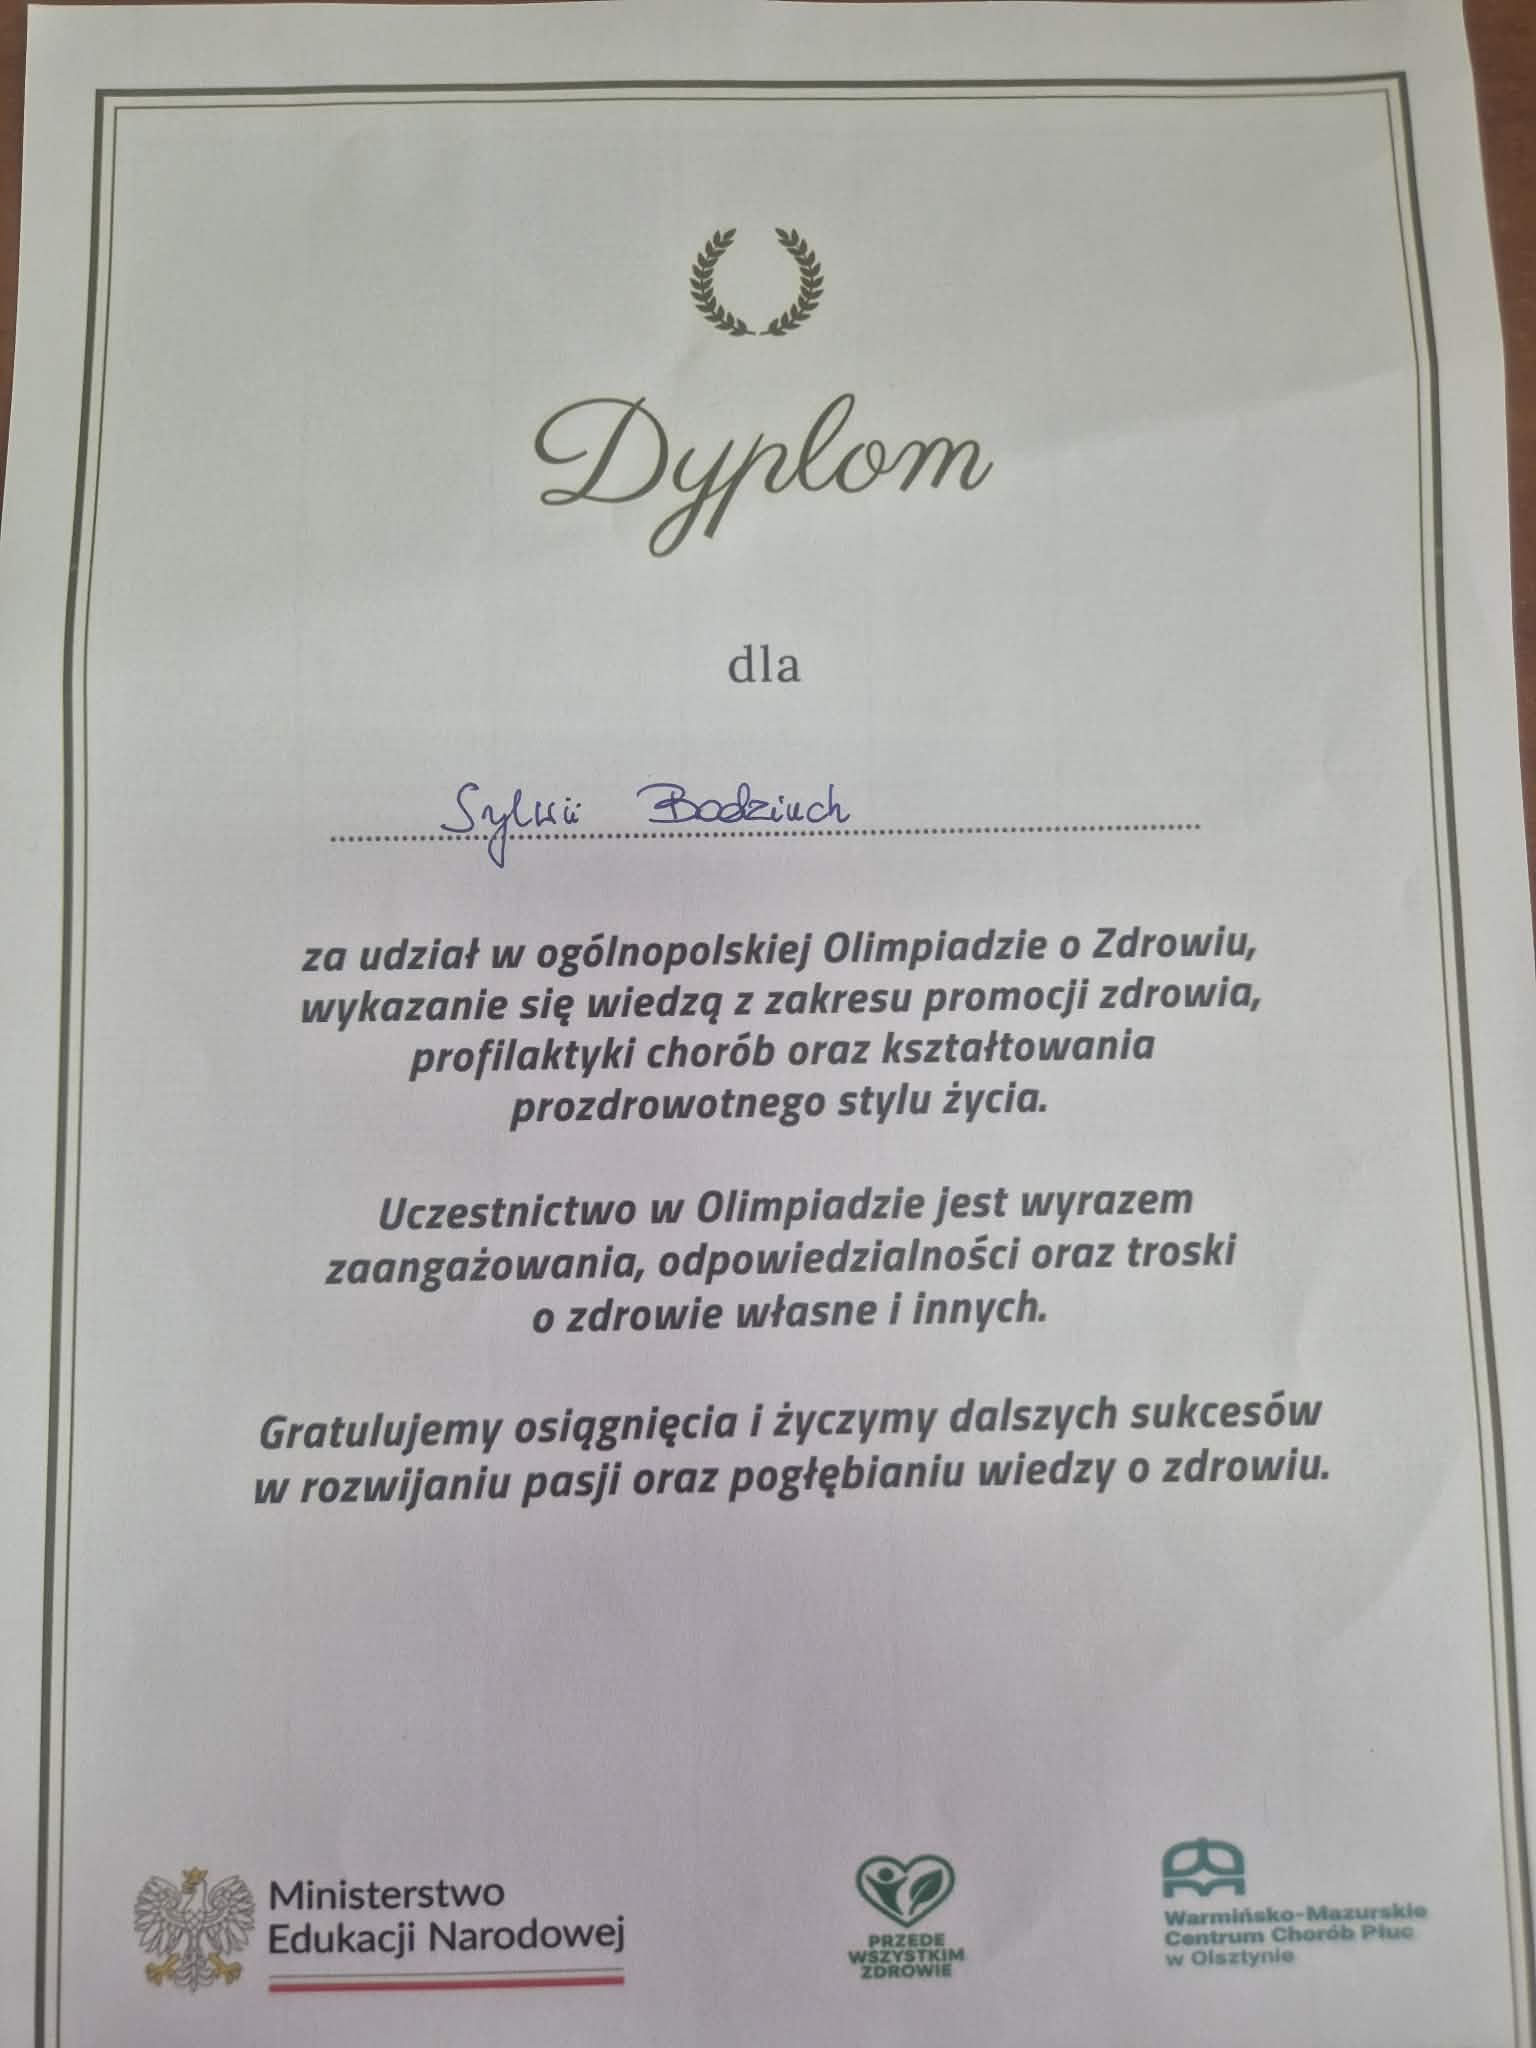 Dyplom
dla
Sylwii Bodziuch
za udział w ogólnopolskiej Olimpiadzie o Zdrowiu,
wykazanie się wiedzą z zakresu promocji zdrowia,
profilaktyki chorób oraz kształtowania
prozdrowotnego stylu życia.
Uczestnictwo w Olimpiadzie jest wyrazem
zaangażowania, odpowiedzialności oraz troski
o zdrowie własne i innych.
Gratulujemy osiągnięcia i życzymy dalszych sukcesów
w rozwijaniu pasji oraz pogłębianiu wiedzy o zdrowiu.
Ministerstwo
Edukacji Narodowej
PRZEDE
WSZYSTKIM
ZDROWIE
Warmińsko-Mazurskie
Centrum Chorób Płuc
w Olsztynie